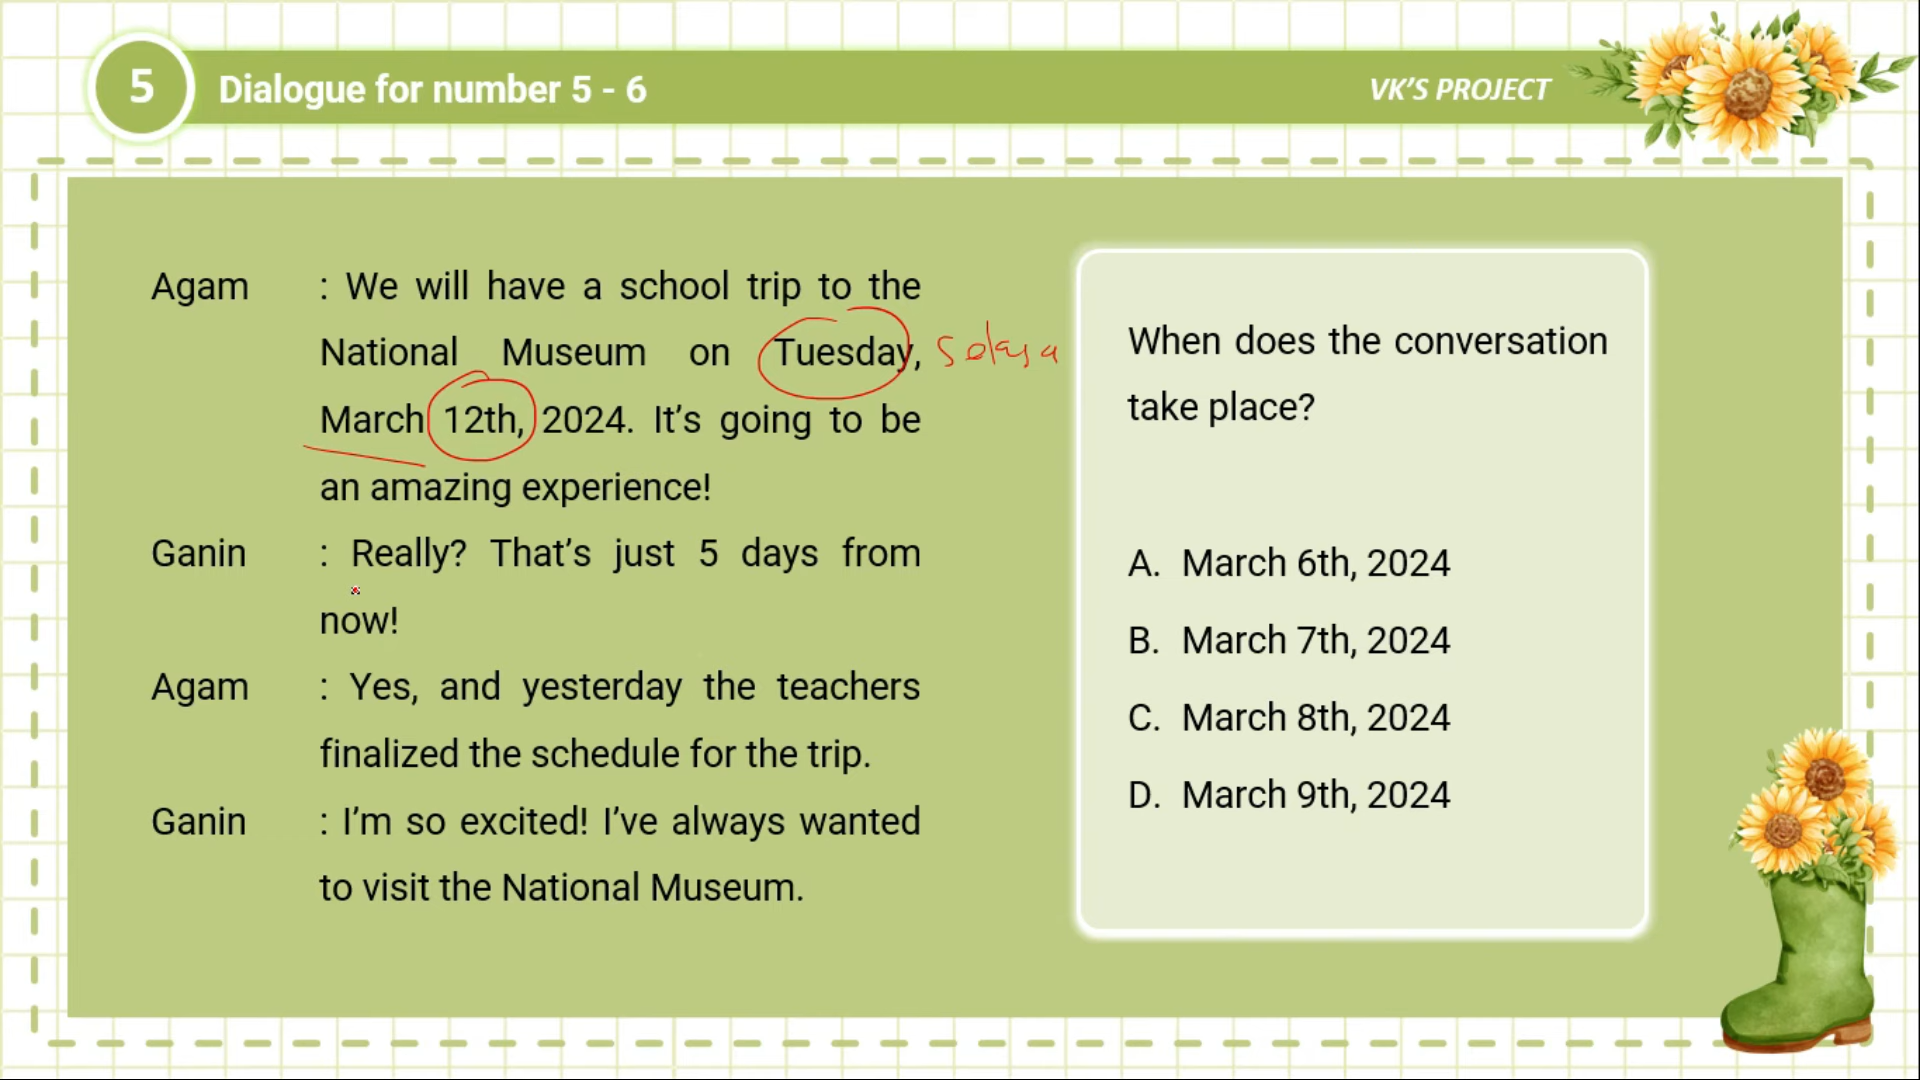 5
Dialogue for number 5 - 6
VK'S PROJECT
Agam : We will have a school trip to the
National Museum on Tuesday, Selasa
March 12th, 2024. It's going to be
an amazing experience!
Ganin : Really? That's just 5 days from
now!
Agam : Yes, and yesterday the teachers
finalized the schedule for the trip.
Ganin : I'm so excited! I've always wanted
to visit the National Museum.
When does the conversation
take place?
A. March 6th, 2024
B. March 7th, 2024
C. March 8th, 2024
D. March 9th, 2024